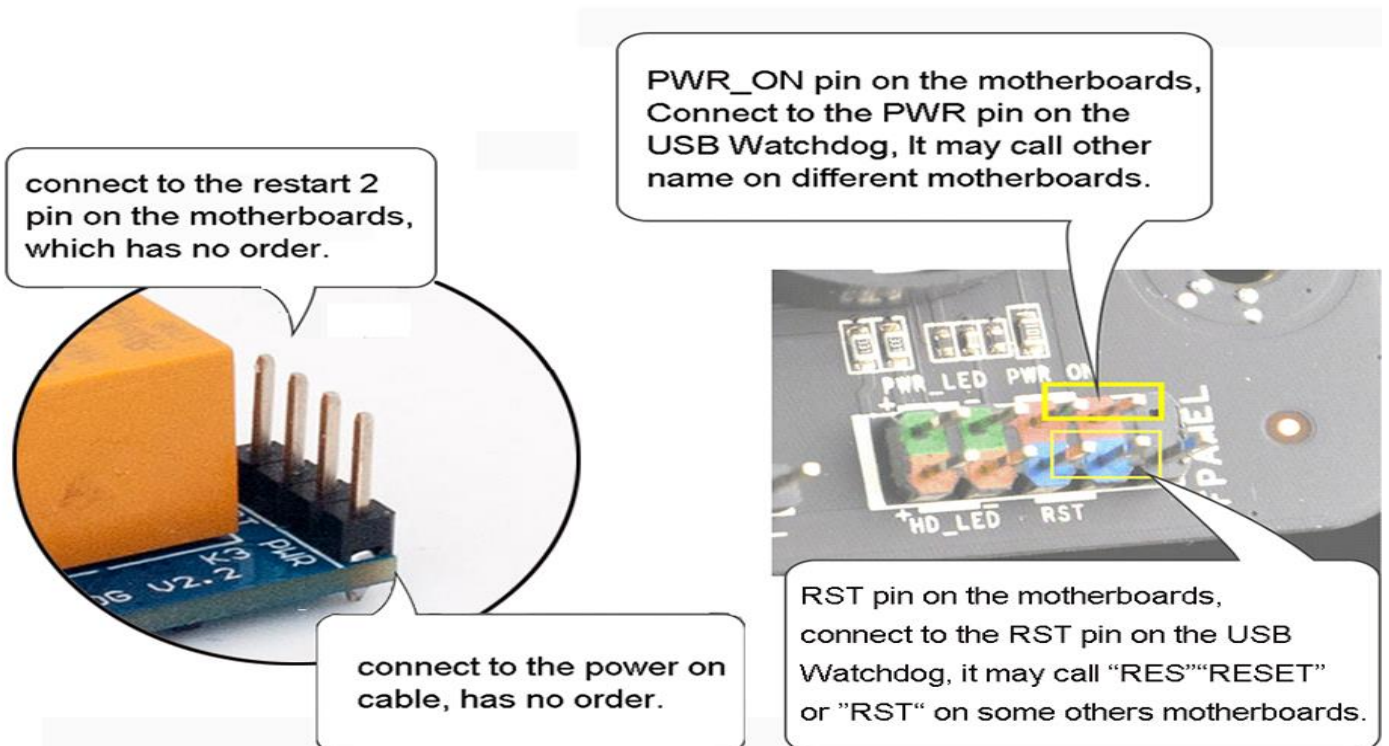 PWR_ON pin on the motherboards,
Connect to the PWR pin on the
USB Watchdog, It may call other
name on different motherboards.
connect to the restart 2
pin on the motherboards,
which has no order.
PWR_LED PWR_ON
+ -
FPANEL
+ HD_LED - RST
K3 PWR
V2.2
connect to the power on
cable, has no order.
RST pin on the motherboards,
connect to the RST pin on the USB
Watchdog, it may call “RES”“RESET”
or ”RST“ on some others motherboards.